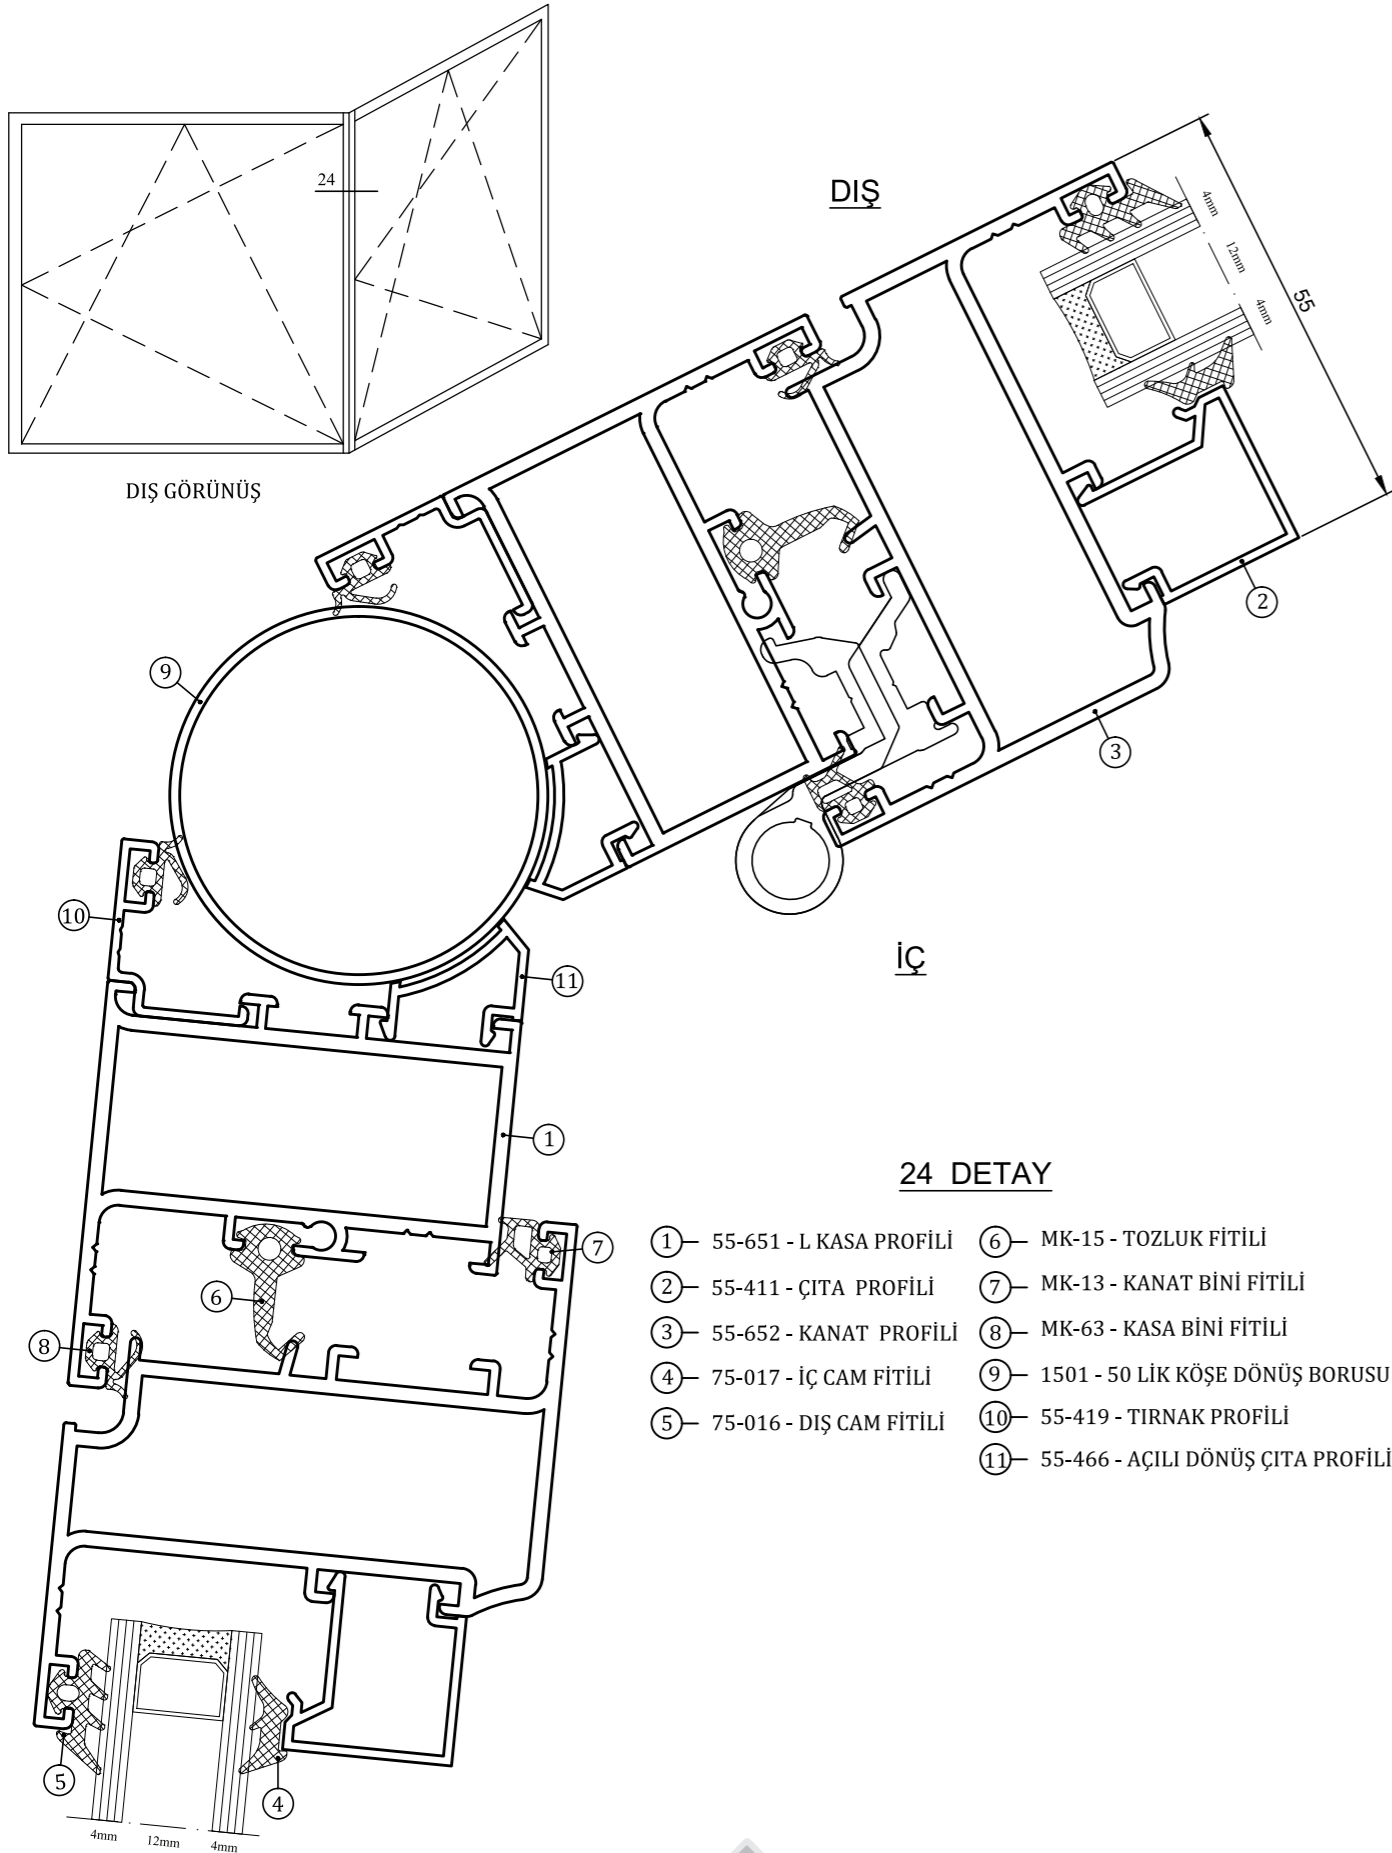 24
DIŞ GÖRÜNÜŞ
DIŞ
4mm
12mm
4mm
55
2
3
9
10
İÇ
11
1
7
6
8
5
4
4mm
12mm
4mm
24 DETAY
1 55-651 - L KASA PROFİLİ
2 55-411 - ÇITA PROFİLİ
3 55-652 - KANAT PROFİLİ
4 75-017 - İÇ CAM FİTİLİ
5 75-016 - DIŞ CAM FİTİLİ
6 MK-15 - TOZLUK FİTİLİ
7 MK-13 - KANAT BİNİ FİTİLİ
8 MK-63 - KASA BİNİ FİTİLİ
9 1501 - 50 LİK KÖŞE DÖNÜŞ BORUSU
10 55-419 - TIRNAK PROFİLİ
11 55-466 - AÇILI DÖNÜŞ ÇITA PROFİLİ